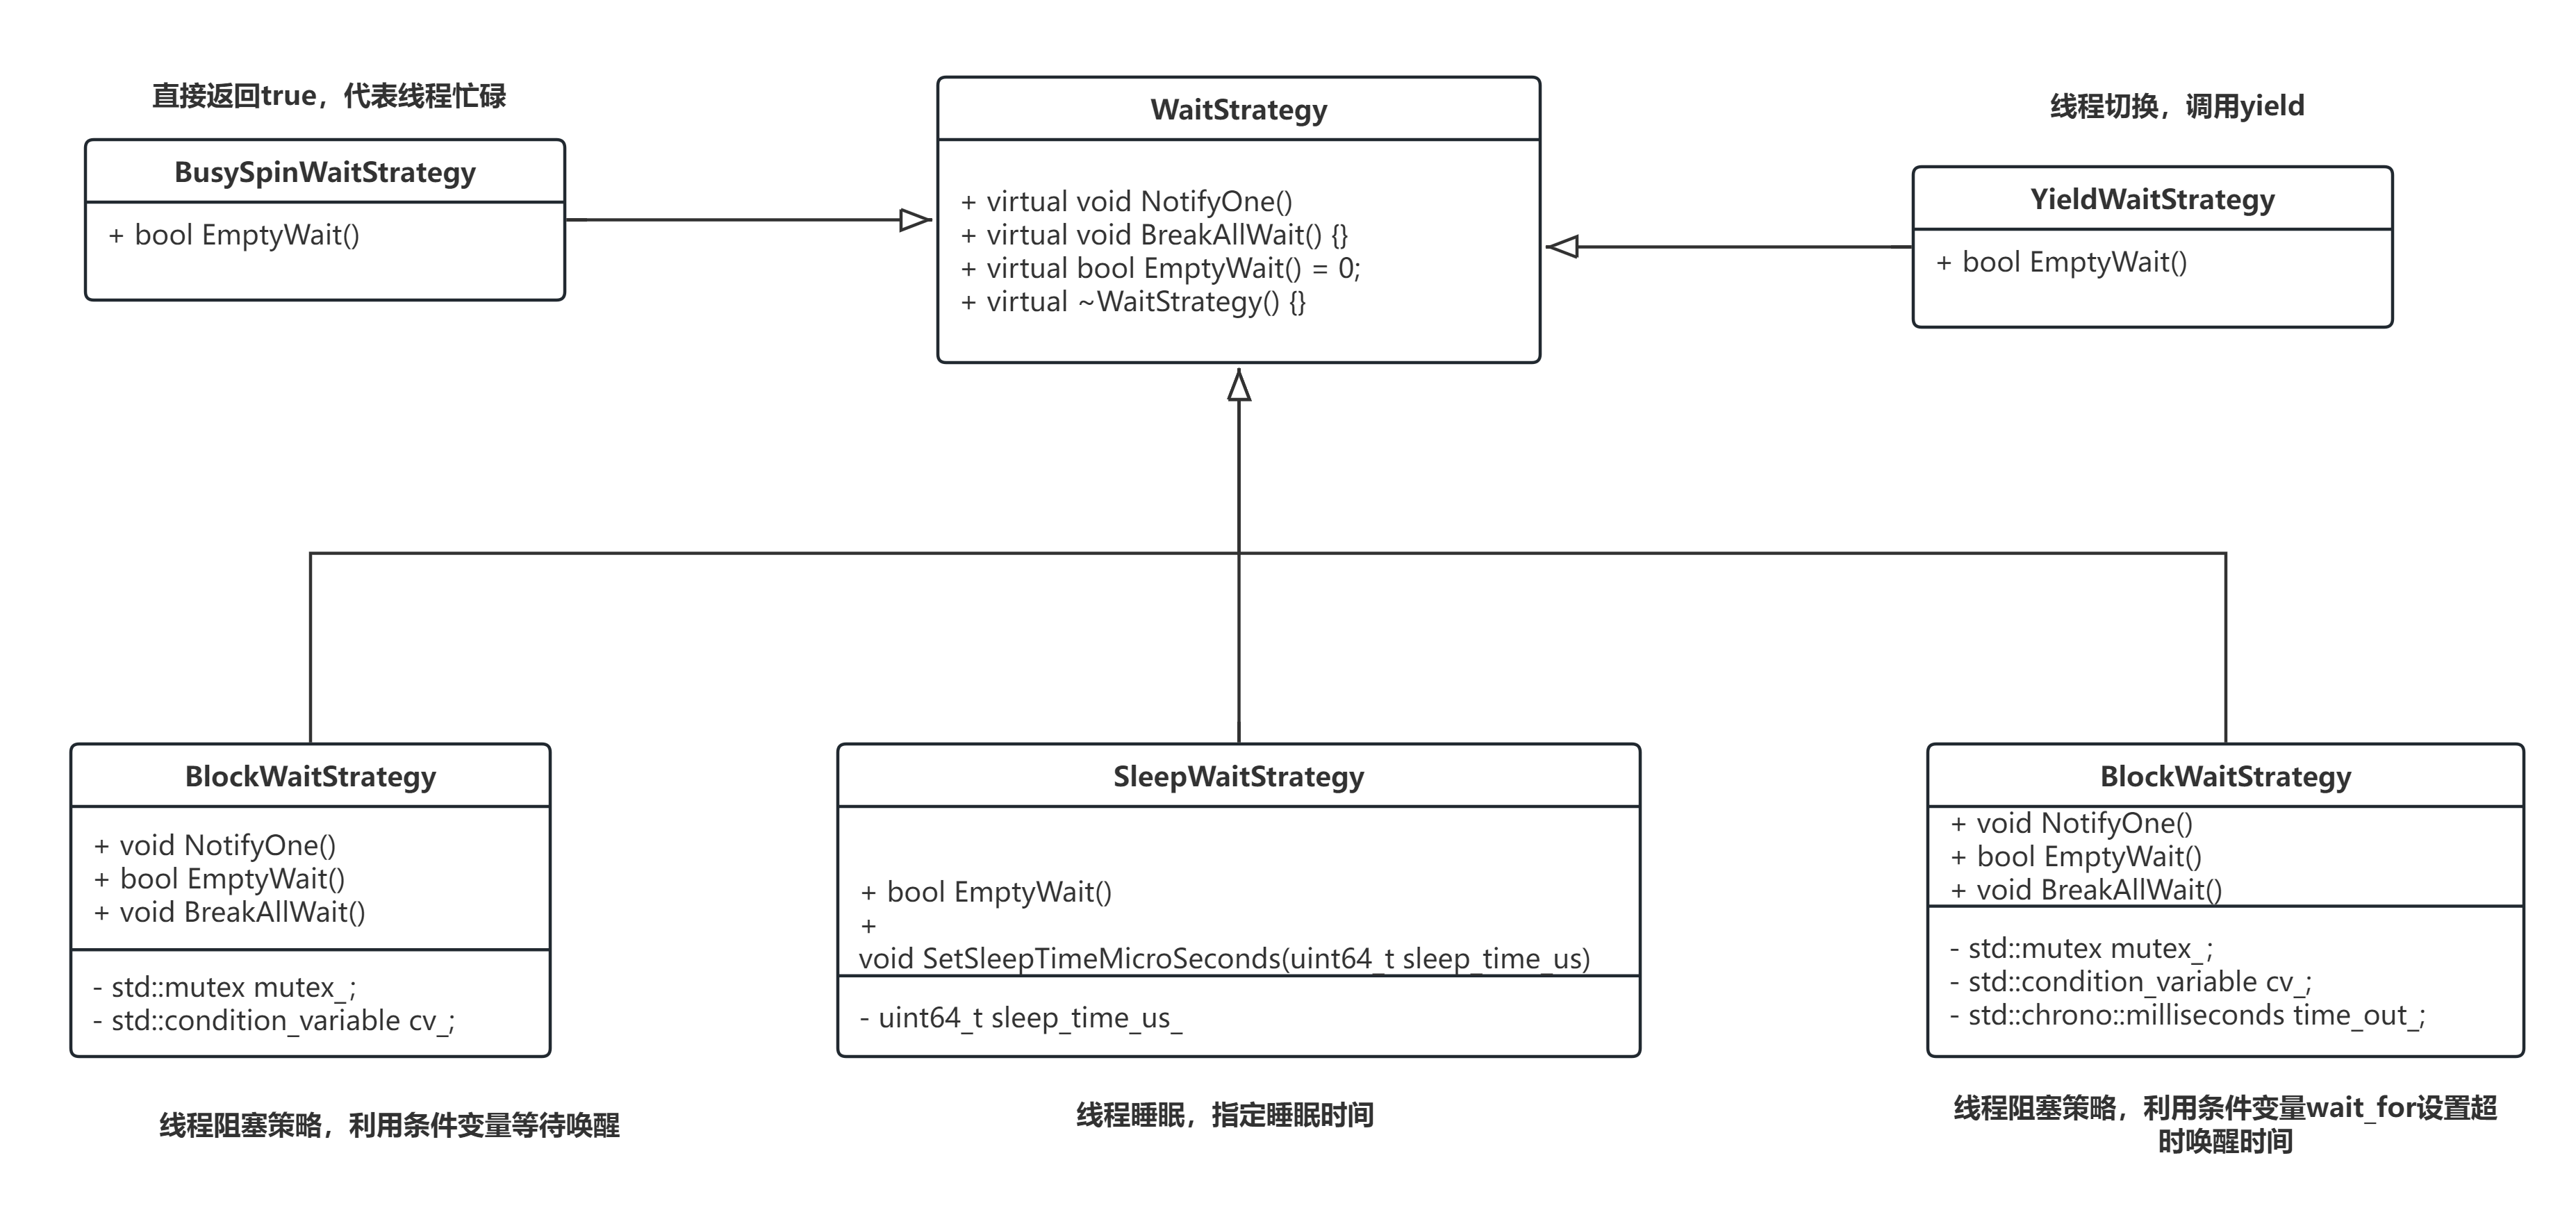 直接返回true，代表线程忙碌
BusySpinWaitStrategy
+ bool EmptyWait()
WaitStrategy
+ virtual void NotifyOne()
+ virtual void BreakAllWait() {}
+ virtual bool EmptyWait() = 0;
+ virtual ~WaitStrategy() {}
线程切换，调用yield
YieldWaitStrategy
+ bool EmptyWait()
BlockWaitStrategy
+ void NotifyOne()
+ bool EmptyWait()
+ void BreakAllWait()
- std::mutex mutex_;
- std::condition_variable cv_;
线程阻塞策略，利用条件变量等待唤醒
SleepWaitStrategy
+ bool EmptyWait()
+
void SetSleepTimeMicroSeconds(uint64_t sleep_time_us)
- uint64_t sleep_time_us_
线程睡眠，指定睡眠时间
BlockWaitStrategy
+ void NotifyOne()
+ bool EmptyWait()
+ void BreakAllWait()
- std::mutex mutex_;
- std::condition_variable cv_;
- std::chrono::milliseconds time_out_;
线程阻塞策略，利用条件变量wait_for设置超
时唤醒时间